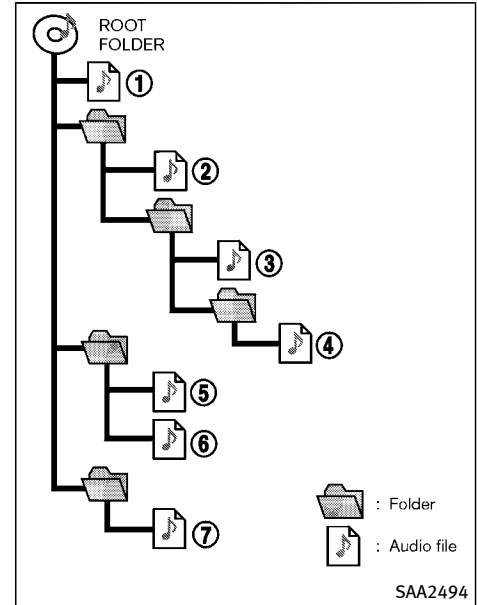 ROOT
FOLDER
①
②
③
④
⑤
⑥
⑦
: Folder
: Audio file
SAA2494